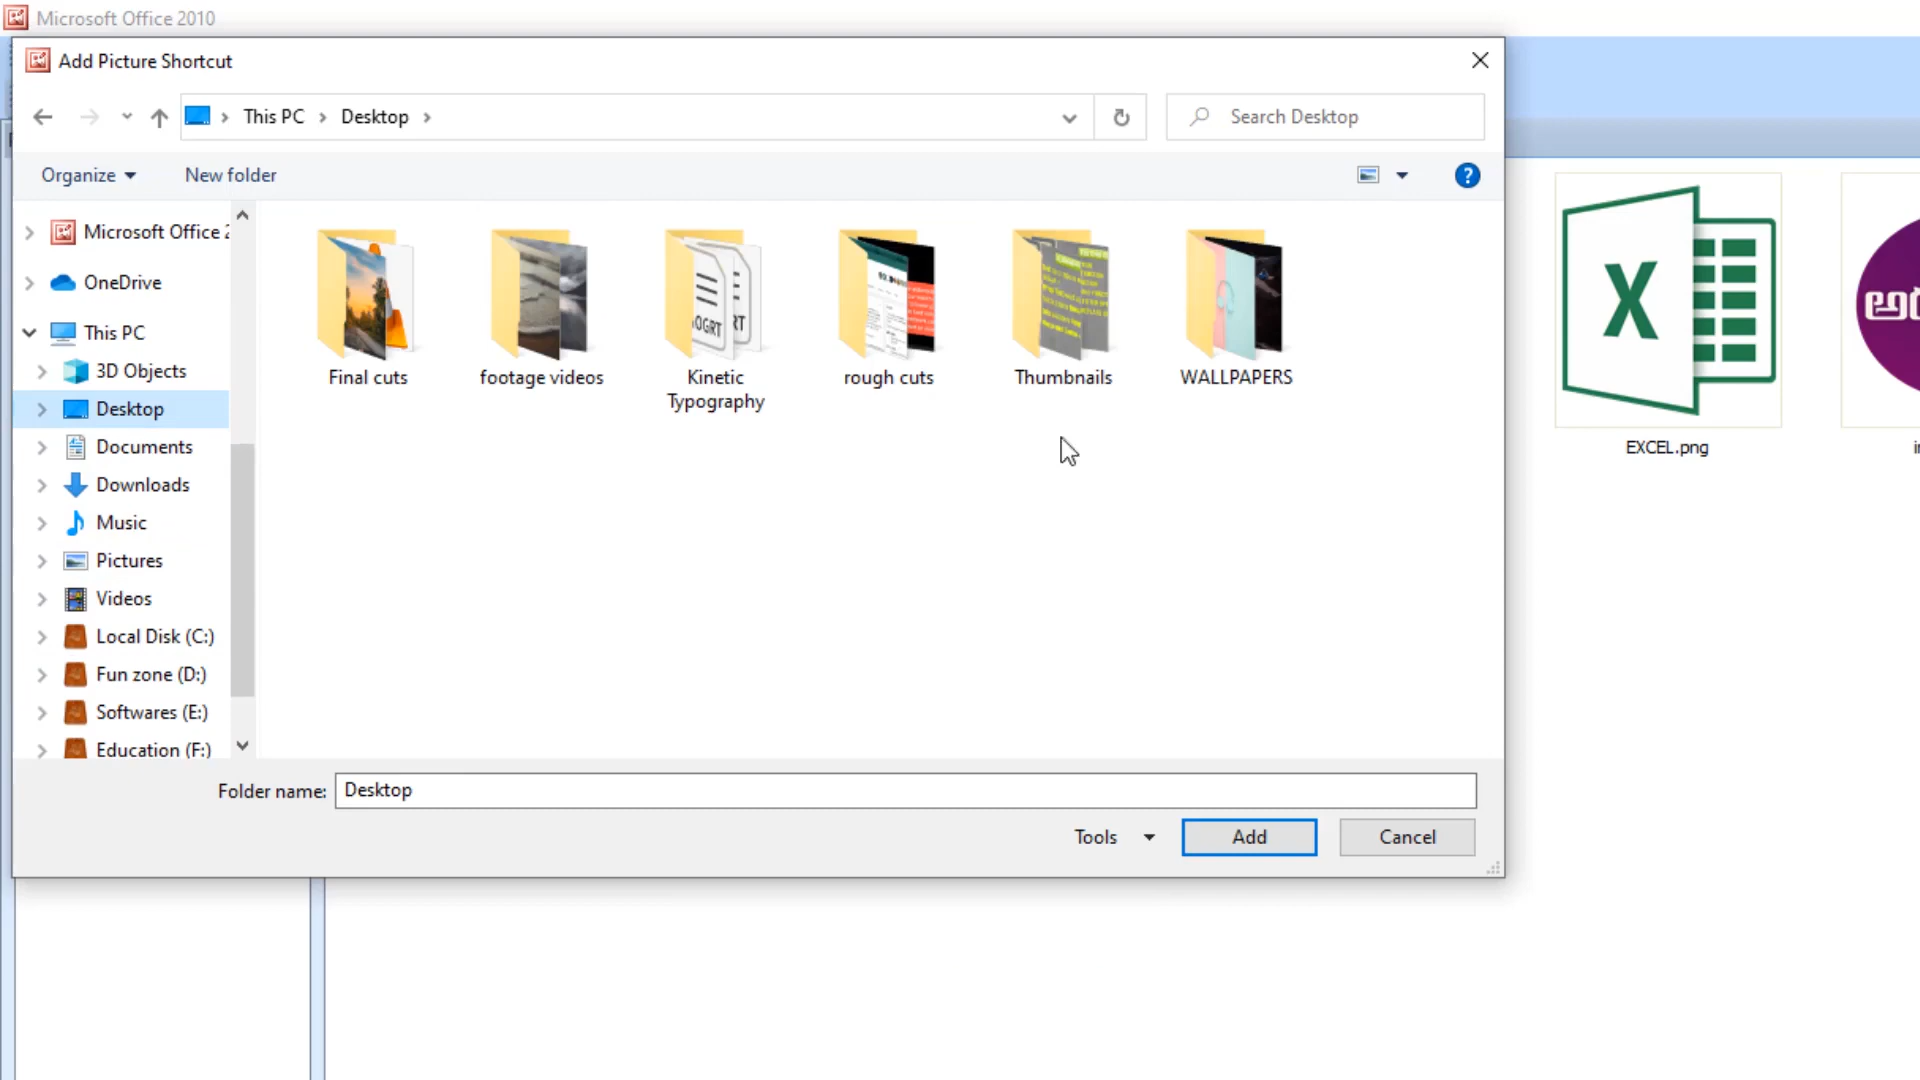 Microsoft Office 2010
Add Picture Shortcut
This PC
Desktop
Search Desktop
Organize
New folder
?
Microsoft Office 2
OneDrive
This PC
3D Objects
Desktop
Documents
Downloads
Music
Pictures
Videos
Local Disk (C:)
Fun zone (D:)
Softwares (E:)
Education (F:)
Final cuts
footage videos
Kinetic
Typography
rough cuts
Thumbnails
WALLPAPERS
X
EXCEL.png
Folder name:
Desktop
Tools
Add
Cancel